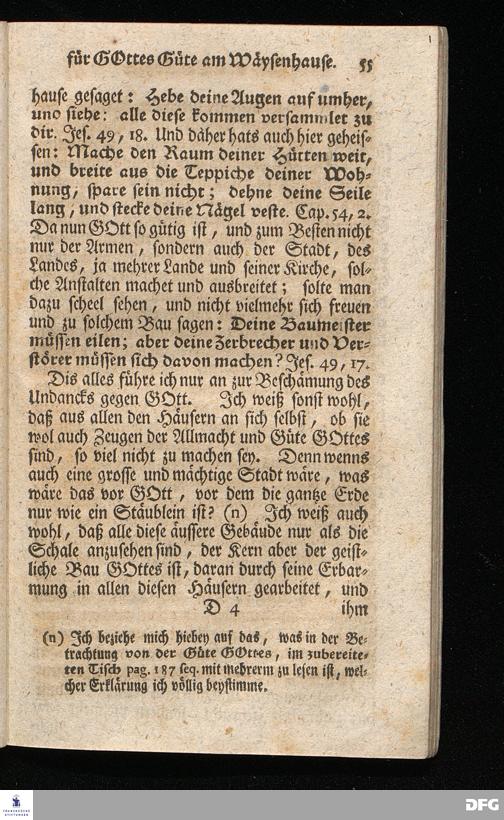 für GOttes Güte am Wäysenhause. 55
hause gesaget: Hebe deine Augen auf umher,
und siehe: alle diese kommen versammlet zu
dir. Jes. 49, 18. Und däher hats auch hier geheis-
sen: Mache den Raum deiner Hütten weit,
und breite aus die Teppiche deiner Woh-
nung, spare sein nicht; dehne deine Seile
lang, und stecke deine Nägel veste. Cap. 54, 2.
Da nun GOtt so gütig ist, und zum Besten nicht
nur der Armen, sondern auch der Stadt, des
Landes, ja mehrer Lande und seiner Kirche, sol-
che Anstalten machet und ausbreitet; solte man
dazu scheel sehen, und nicht vielmehr sich freuen
und zu solchem Bau sagen: Deine Baumeister
müssen eilen; aber deine Zerbrecher und Ver-
störer müssen sich davon machen? Jes. 49, 17.
Dis alles führe ich nur an zur Beschämung des
Undancks gegen GOtt. Ich weiß sonst wohl,
daß aus allen den Häusern an sich selbst, ob sie
wol auch Zeugen der Allmacht und Güte GOttes
sind, so viel nicht zu machen sey. Denn wenns
auch eine grosse und mächtige Stadt wäre, was
wäre das vor GOtt, vor dem die gantze Erde
nur wie ein Stäublein ist? (n) Ich weiß auch
wohl, daß alle diese äussere Gebäude nur als die
Schale anzusehen sind, der Kern aber der geist-
liche Bau GOttes ist, daran durch seine Erbar-
mung in allen diesen Häusern gearbeitet, und
D 4 ihm
(n) Ich beziehe mich hiebey auf das, was in der Be-
trachtung von der Güte GOttes, im zubereite-
ten Tisch pag. 187 seq. mit mehrerm zu lesen ist, wel-
cher Erklärung ich völlig beystimme.
FRANCKESCHE
STIFTUNGEN
DFG